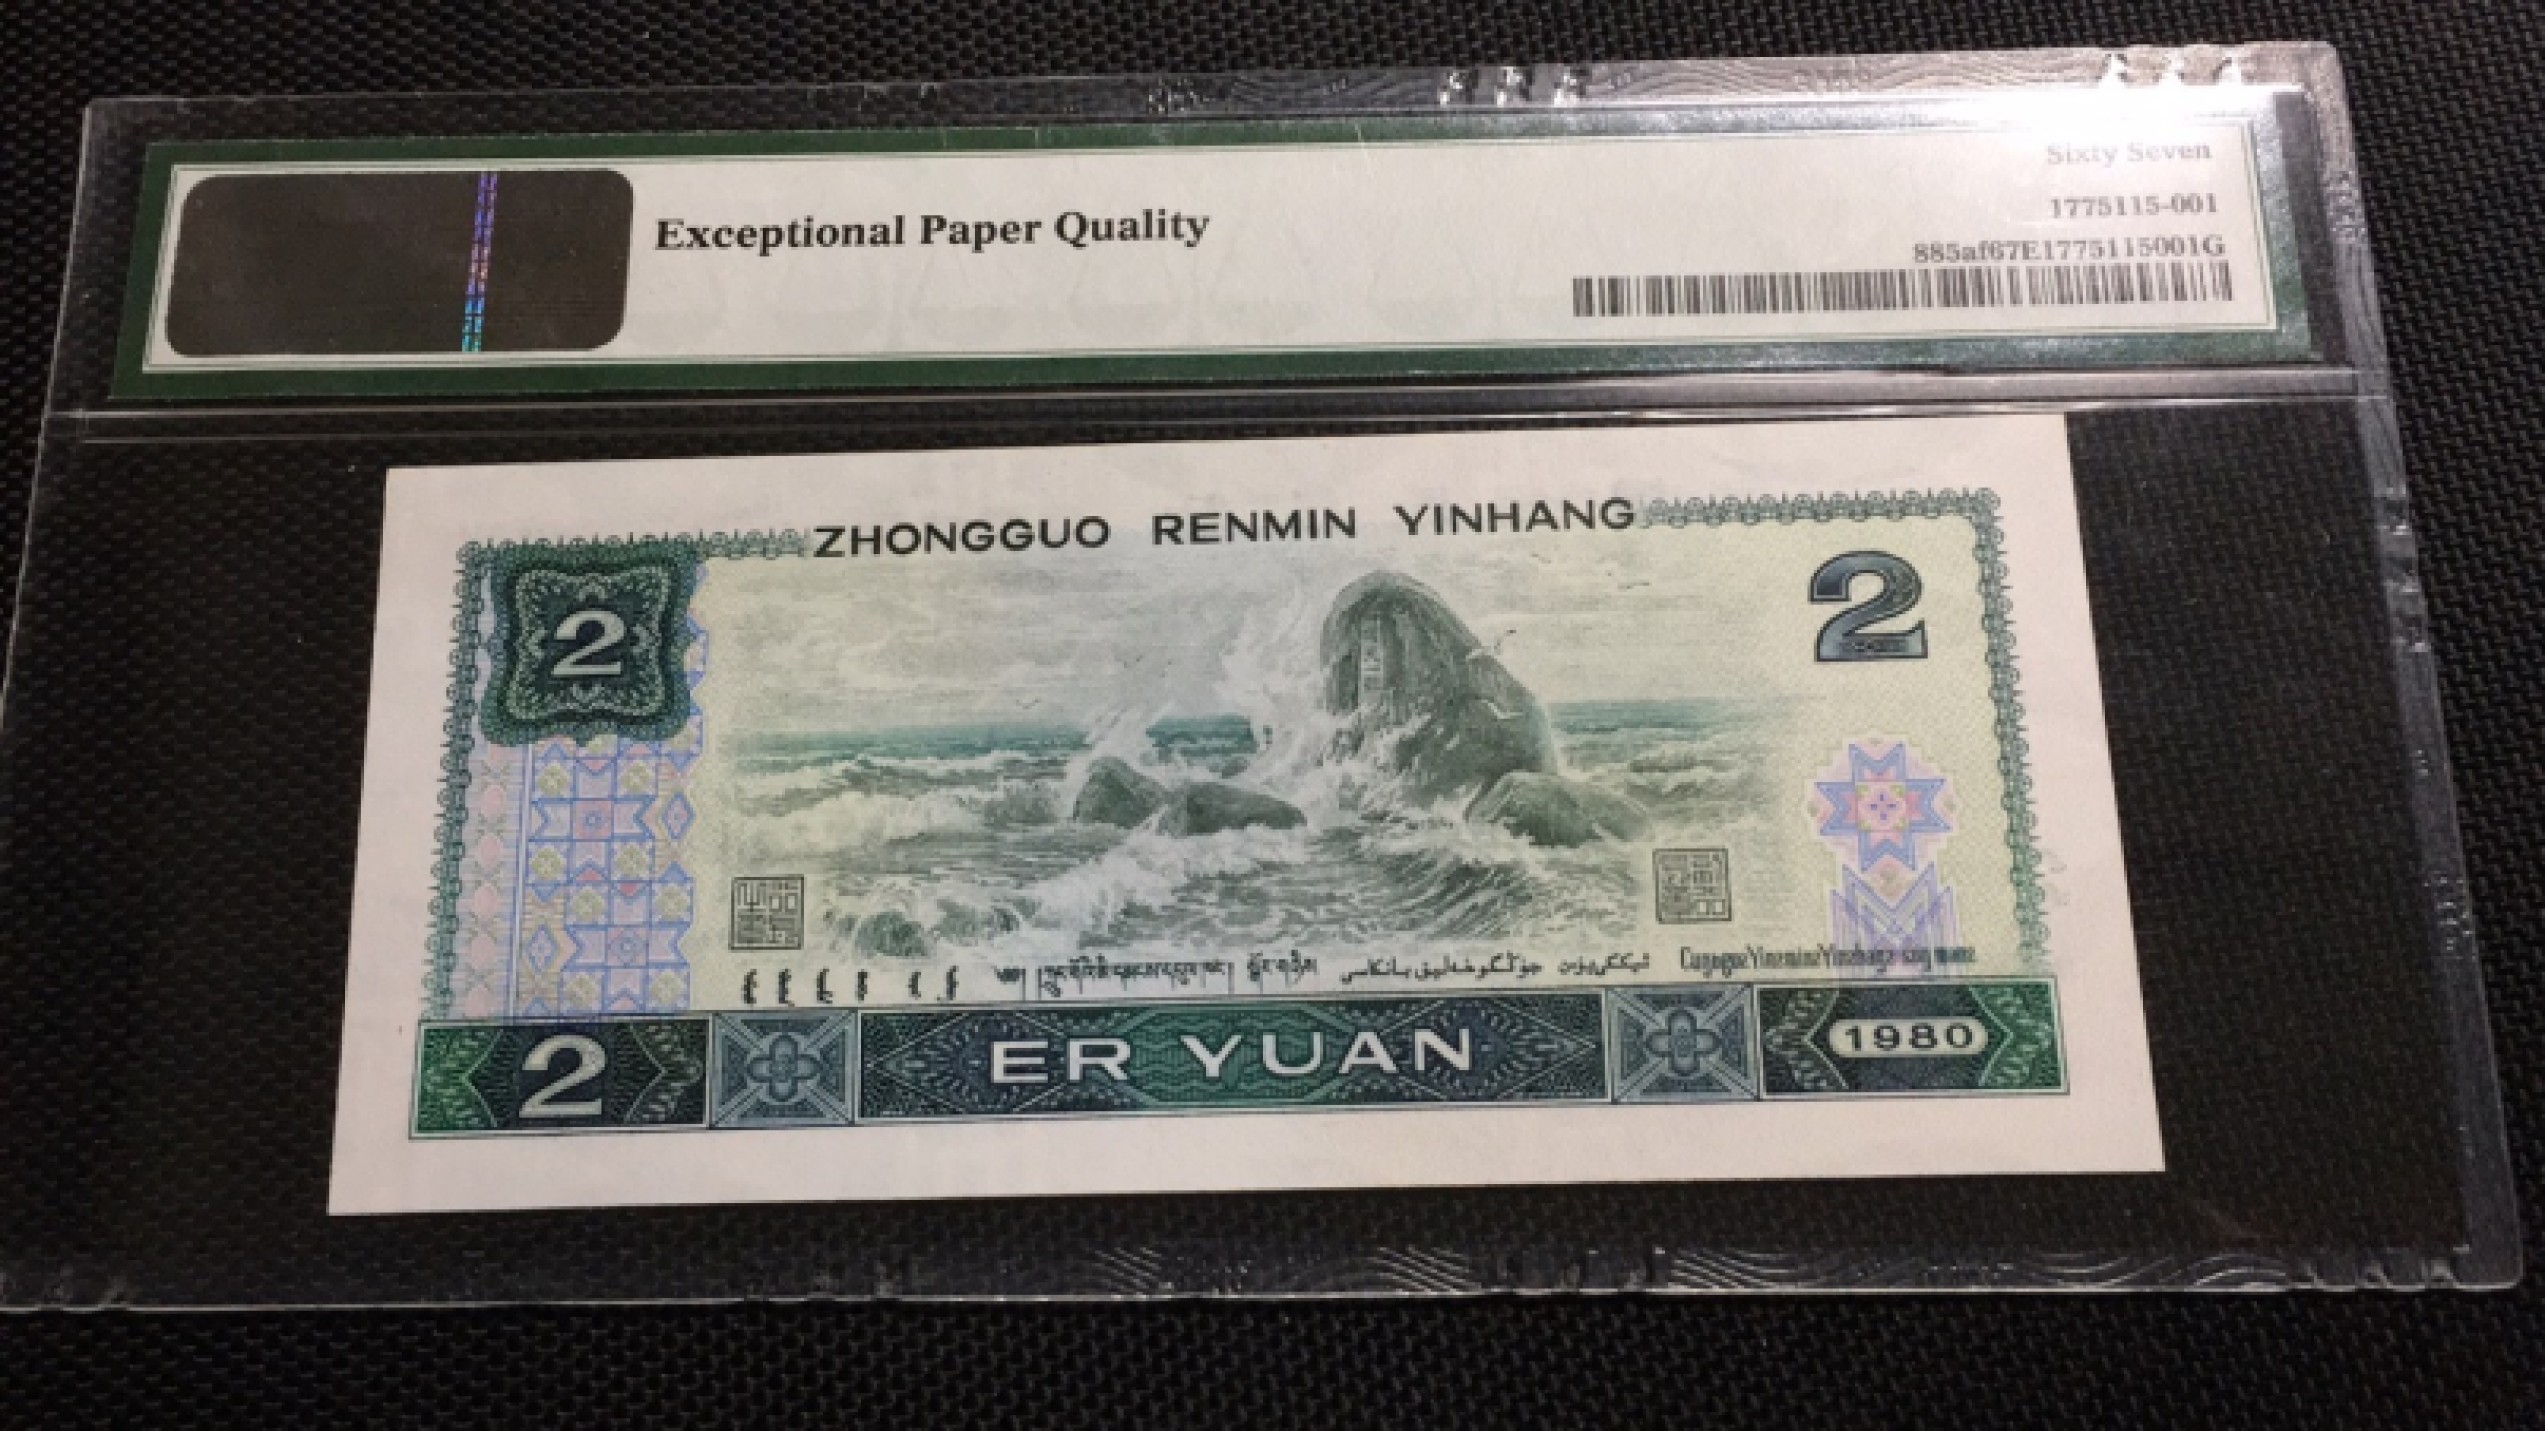 Sixty Seven
Exceptional Paper Quality
1775115-001
885af67E1775115001G
ZHONGGUO RENMIN YINHANG
2
2
2
ER YUAN
1980